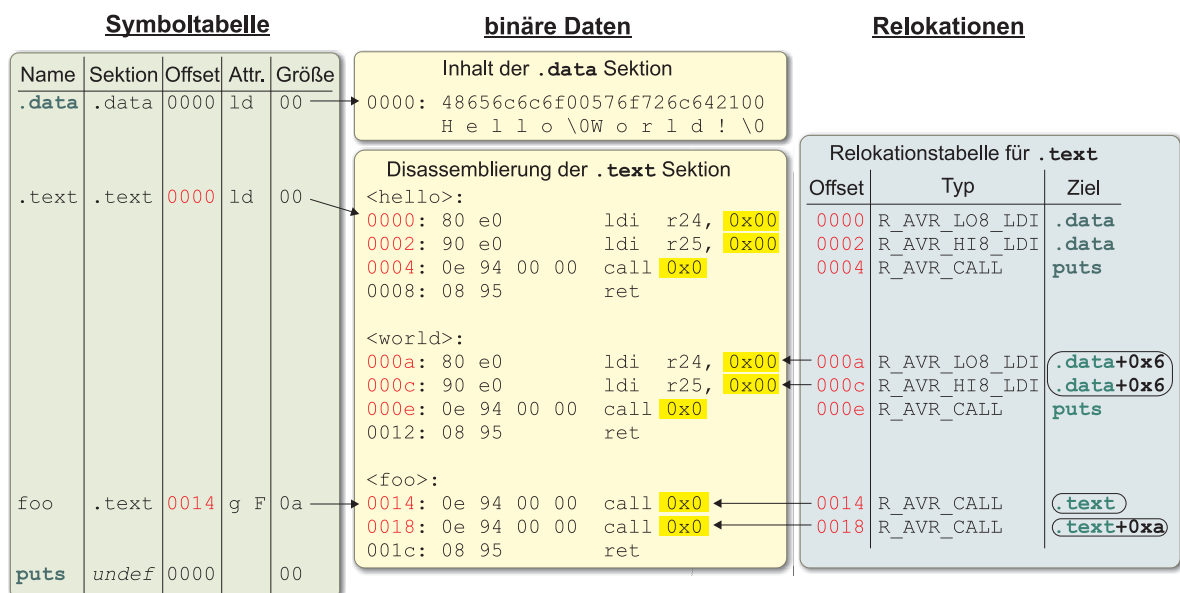 Symboltabelle
Name Sektion Offset Attr. Größe
.data .data 0000 ld 00
.text .text 0000 ld 00
foo .text 0014 g F 0a
puts undef 0000 00
binäre Daten
Inhalt der .data Sektion
0000: 48656c6c6f00576f726c642100
H e l l o \0W o r l d ! \0
Disassemblierung der .text Sektion
<hello>:
0000: 80 e0 ldi r24, 0x00
0002: 90 e0 ldi r25, 0x00
0004: 0e 94 00 00 call 0x0
0008: 08 95 ret
<world>:
000a: 80 e0 ldi r24, 0x00
000c: 90 e0 ldi r25, 0x00
000e: 0e 94 00 00 call 0x0
0012: 08 95 ret
<foo>:
0014: 0e 94 00 00 call 0x0
0018: 0e 94 00 00 call 0x0
001c: 08 95 ret
Relokationen
Relokationstabelle für .text
Offset Typ Ziel
0000 R_AVR_LO8_LDI .data
0002 R_AVR_HI8_LDI .data
0004 R_AVR_CALL puts
000a R_AVR_LO8_LDI .data+0x6
000c R_AVR_HI8_LDI .data+0x6
000e R_AVR_CALL puts
0014 R_AVR_CALL .text
0018 R_AVR_CALL .text+0xa